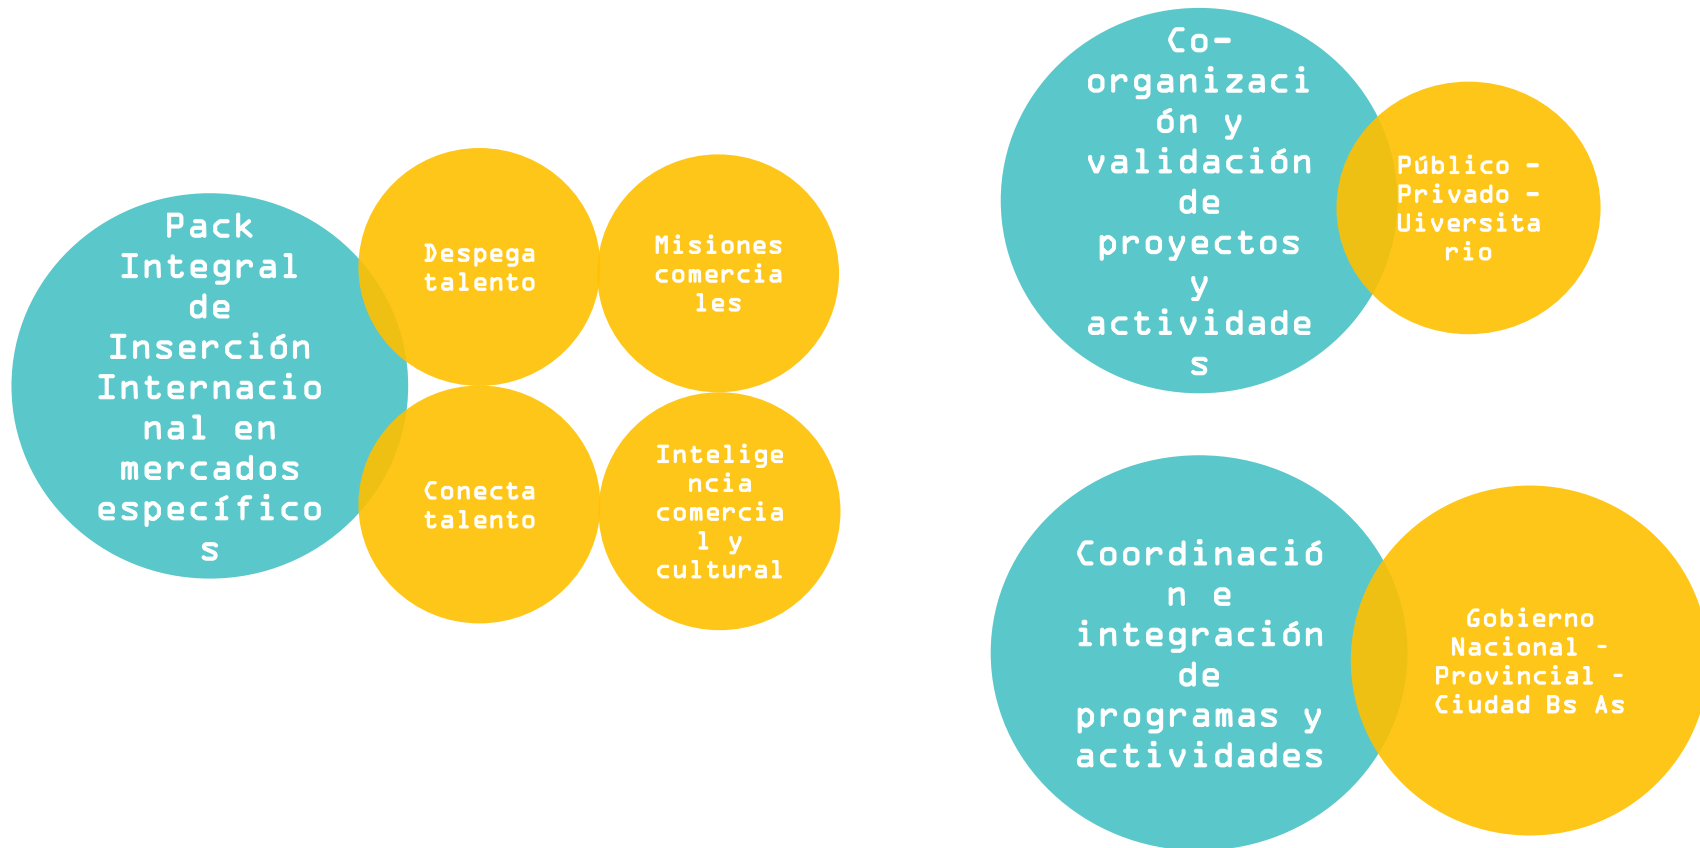 Pack
Integral
de
Inserción
Internacio
nal en
mercados
específico
s
Despega
talento
Misiones
comercia
les
Conecta
talento
Intelige
ncia
comercia
l y
cultural
Co-
organizaci
ón y
validación
de
proyectos
y
actividade
s
Público -
Privado -
Uiversita
rio
Coordinació
n e
integración
de
programas y
actividades
Gobierno
Nacional -
Provincial -
Ciudad Bs As